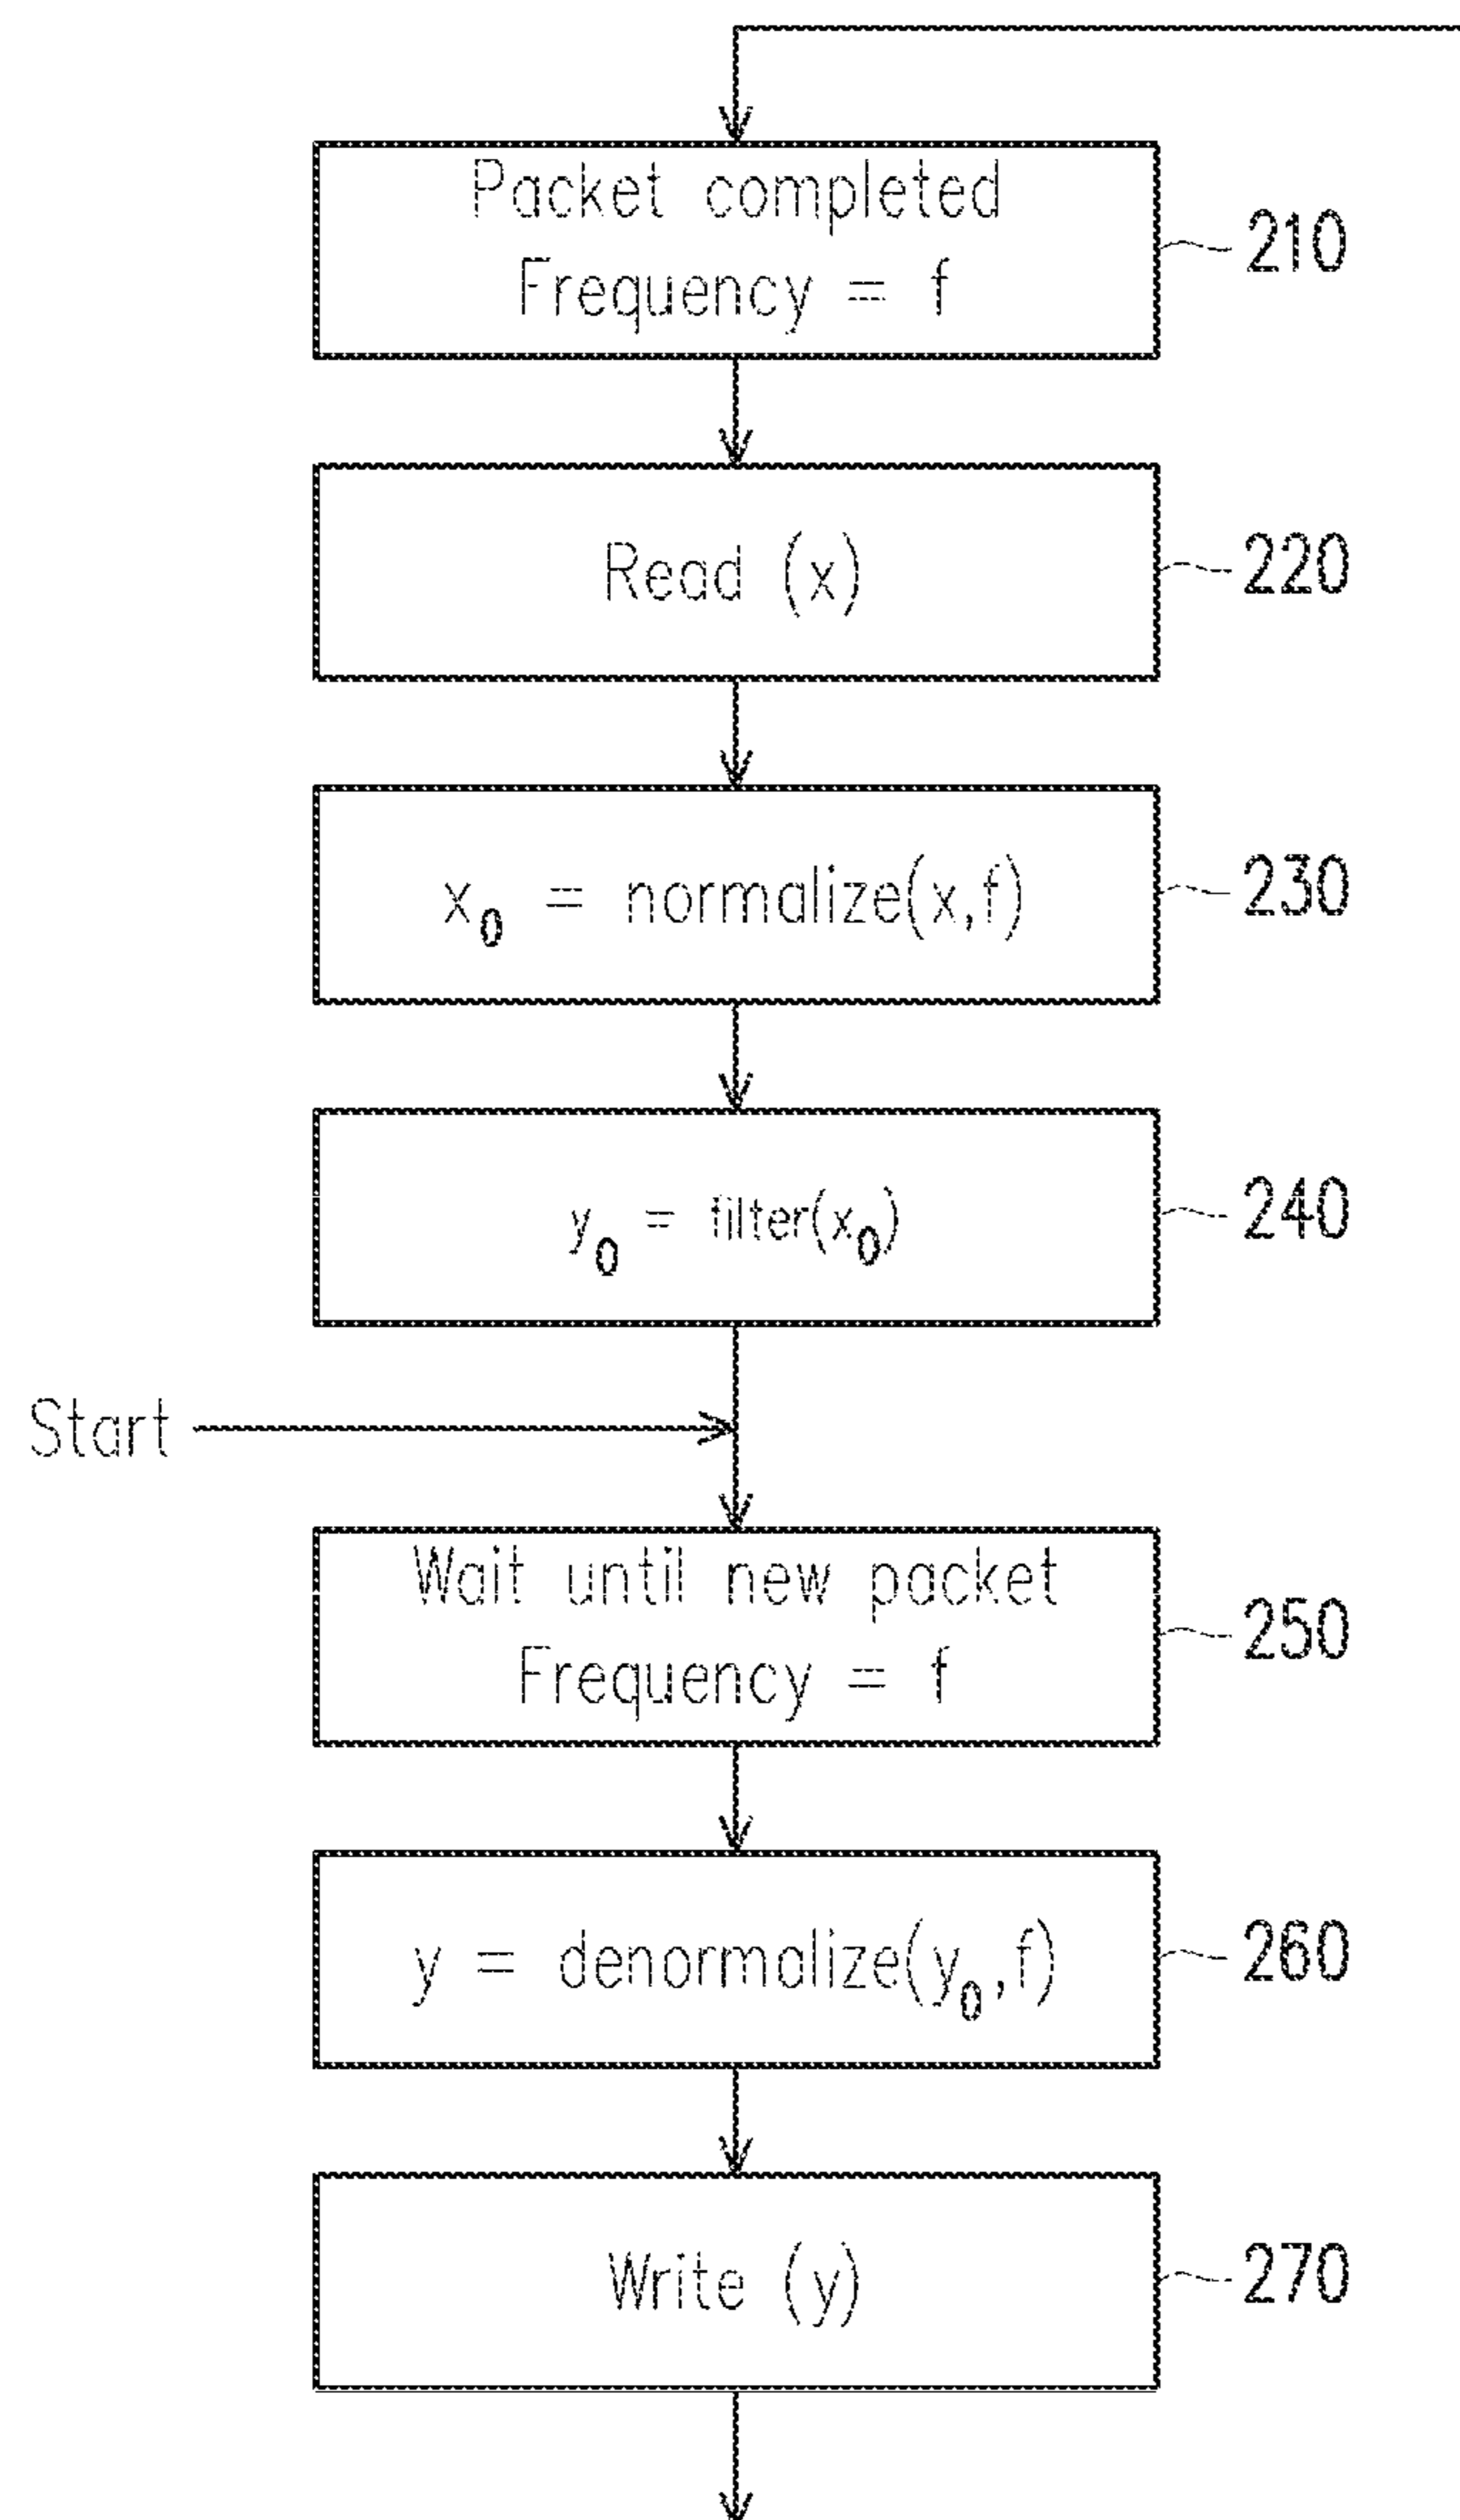 Packet completed
Frequency = f
210
Read (x)
220
x₀ = normalize(x,f)
230
y₀ = filter(x₀)
240
Start
Wait until new packet
Frequency = f
250
y = denormalize(y₀,f)
260
Write (y)
270